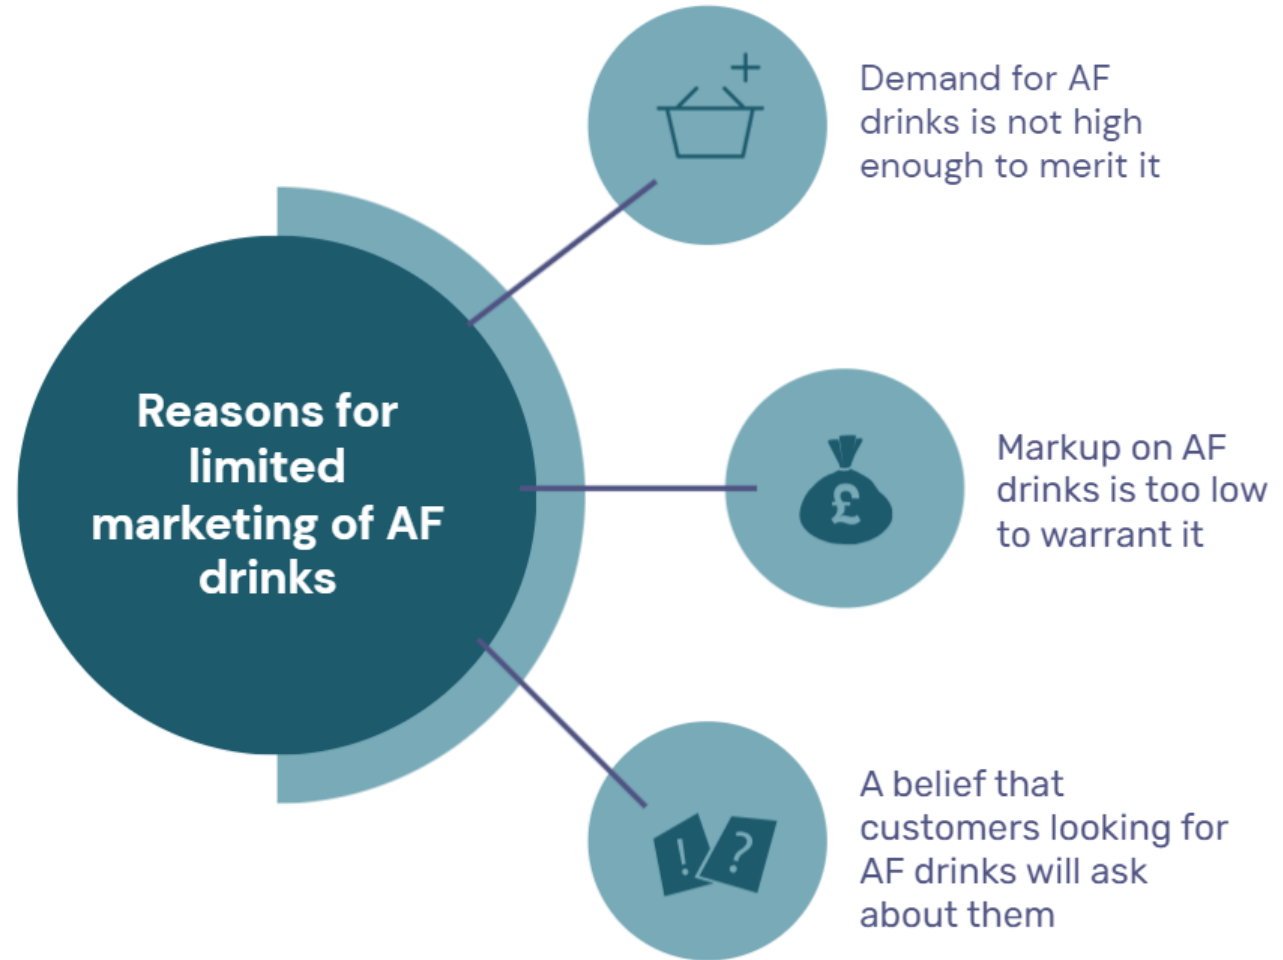 Reasons for
limited
marketing of AF
drinks
Demand for AF
drinks is not high
enough to merit it
£
Markup on AF
drinks is too low
to warrant it
! ?
A belief that
customers looking for
AF drinks will ask
about them